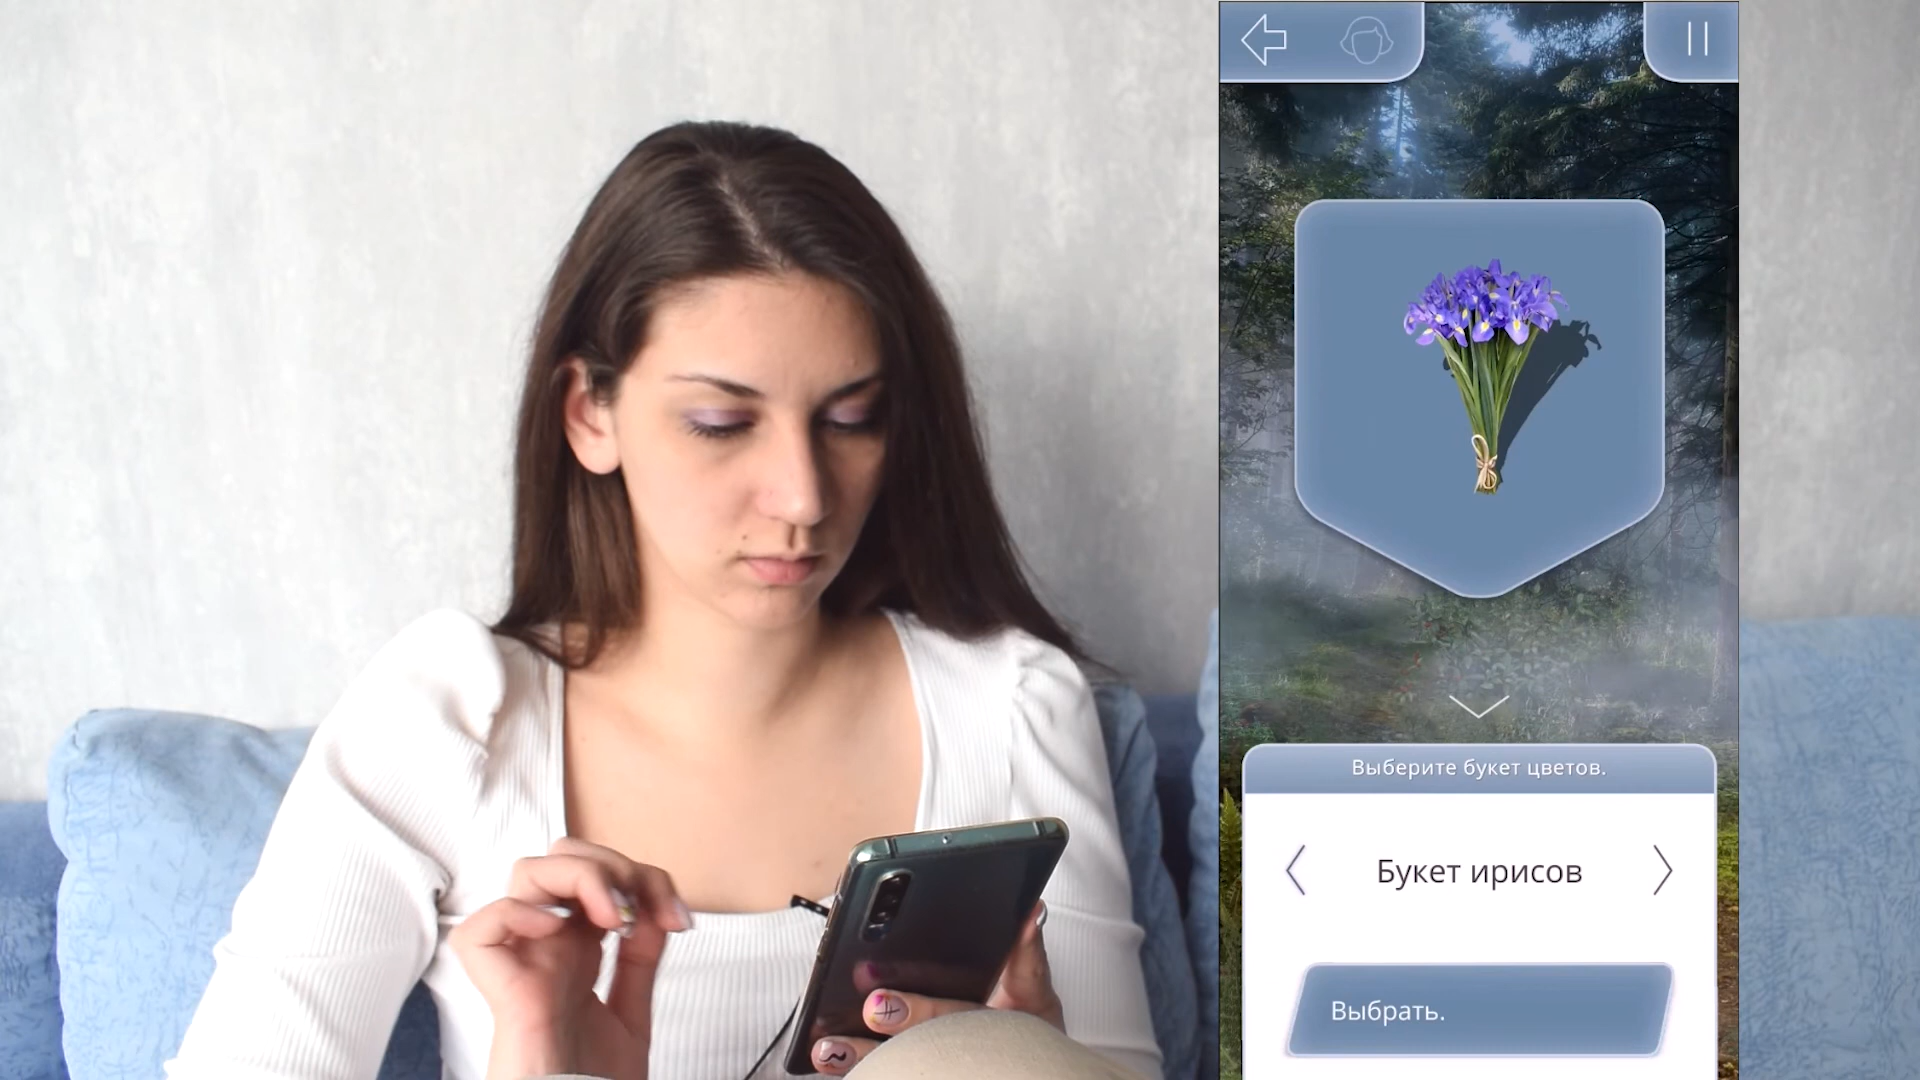 Выберите букет цветов.
Букет ирисов
Выбрать.